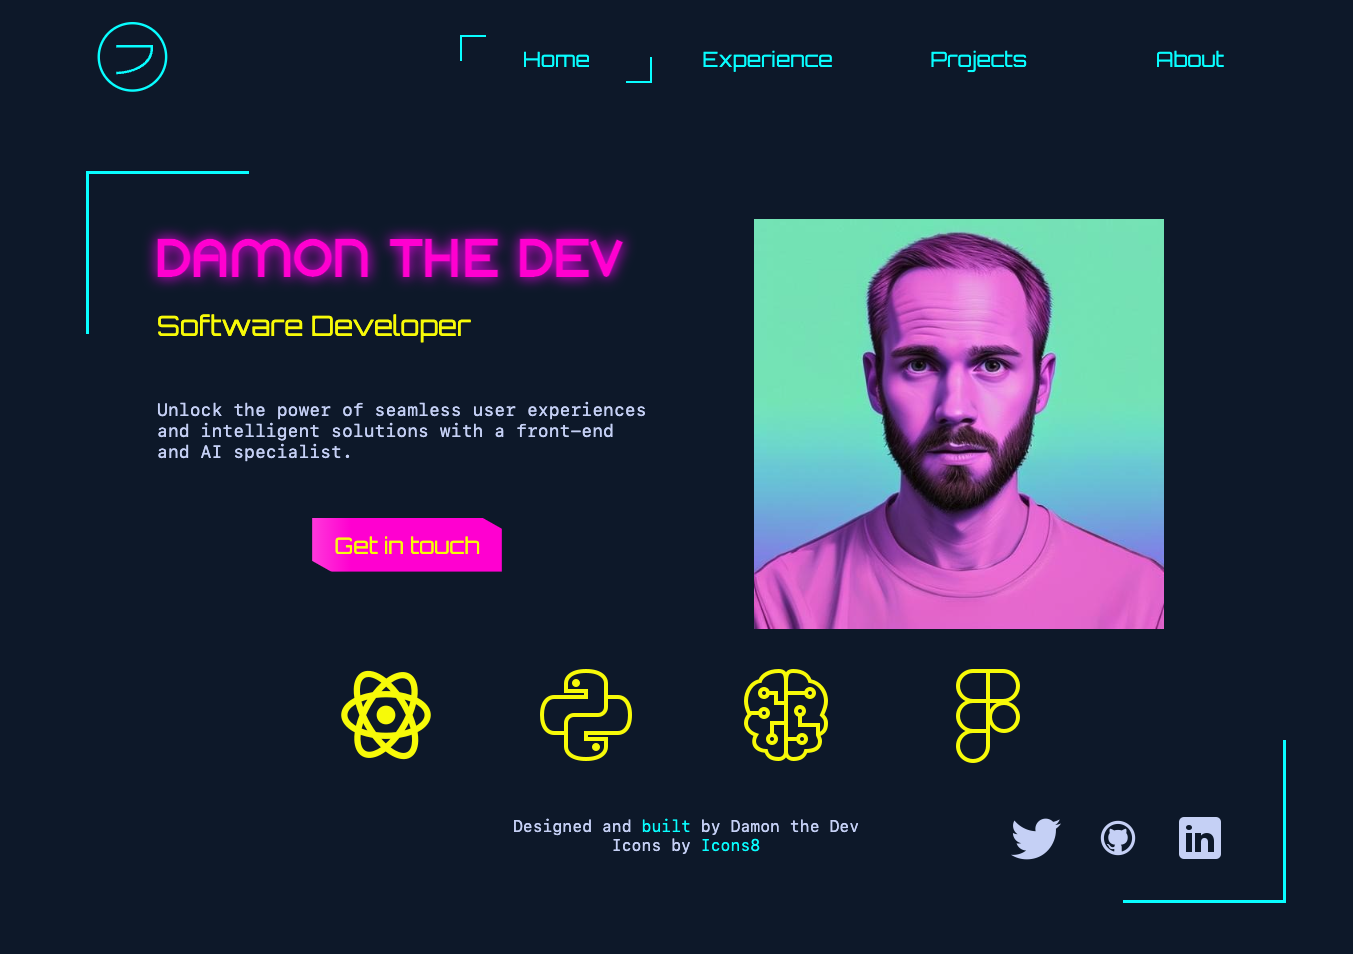 Home
Experience
Projects
About
DAMON THE DEV
Software Developer
Unlock the power of seamless user experiences
and intelligent solutions with a front-end
and AI specialist.
Get in touch
Designed and built by Damon the Dev
Icons by Icons8
in